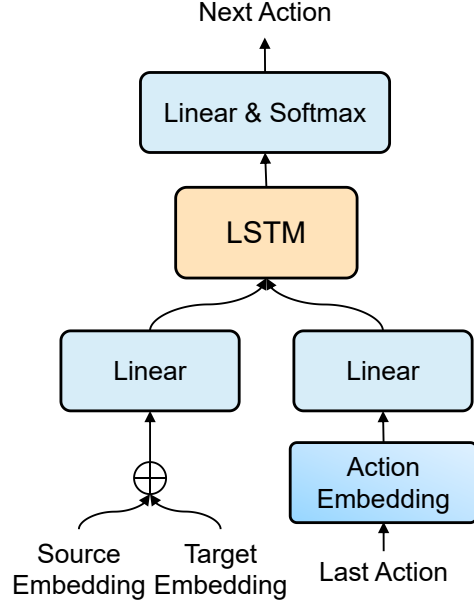 Next Action
Linear & Softmax
LSTM
Linear
Linear
Action
Embedding
Source
Embedding
Target
Embedding
Last Action